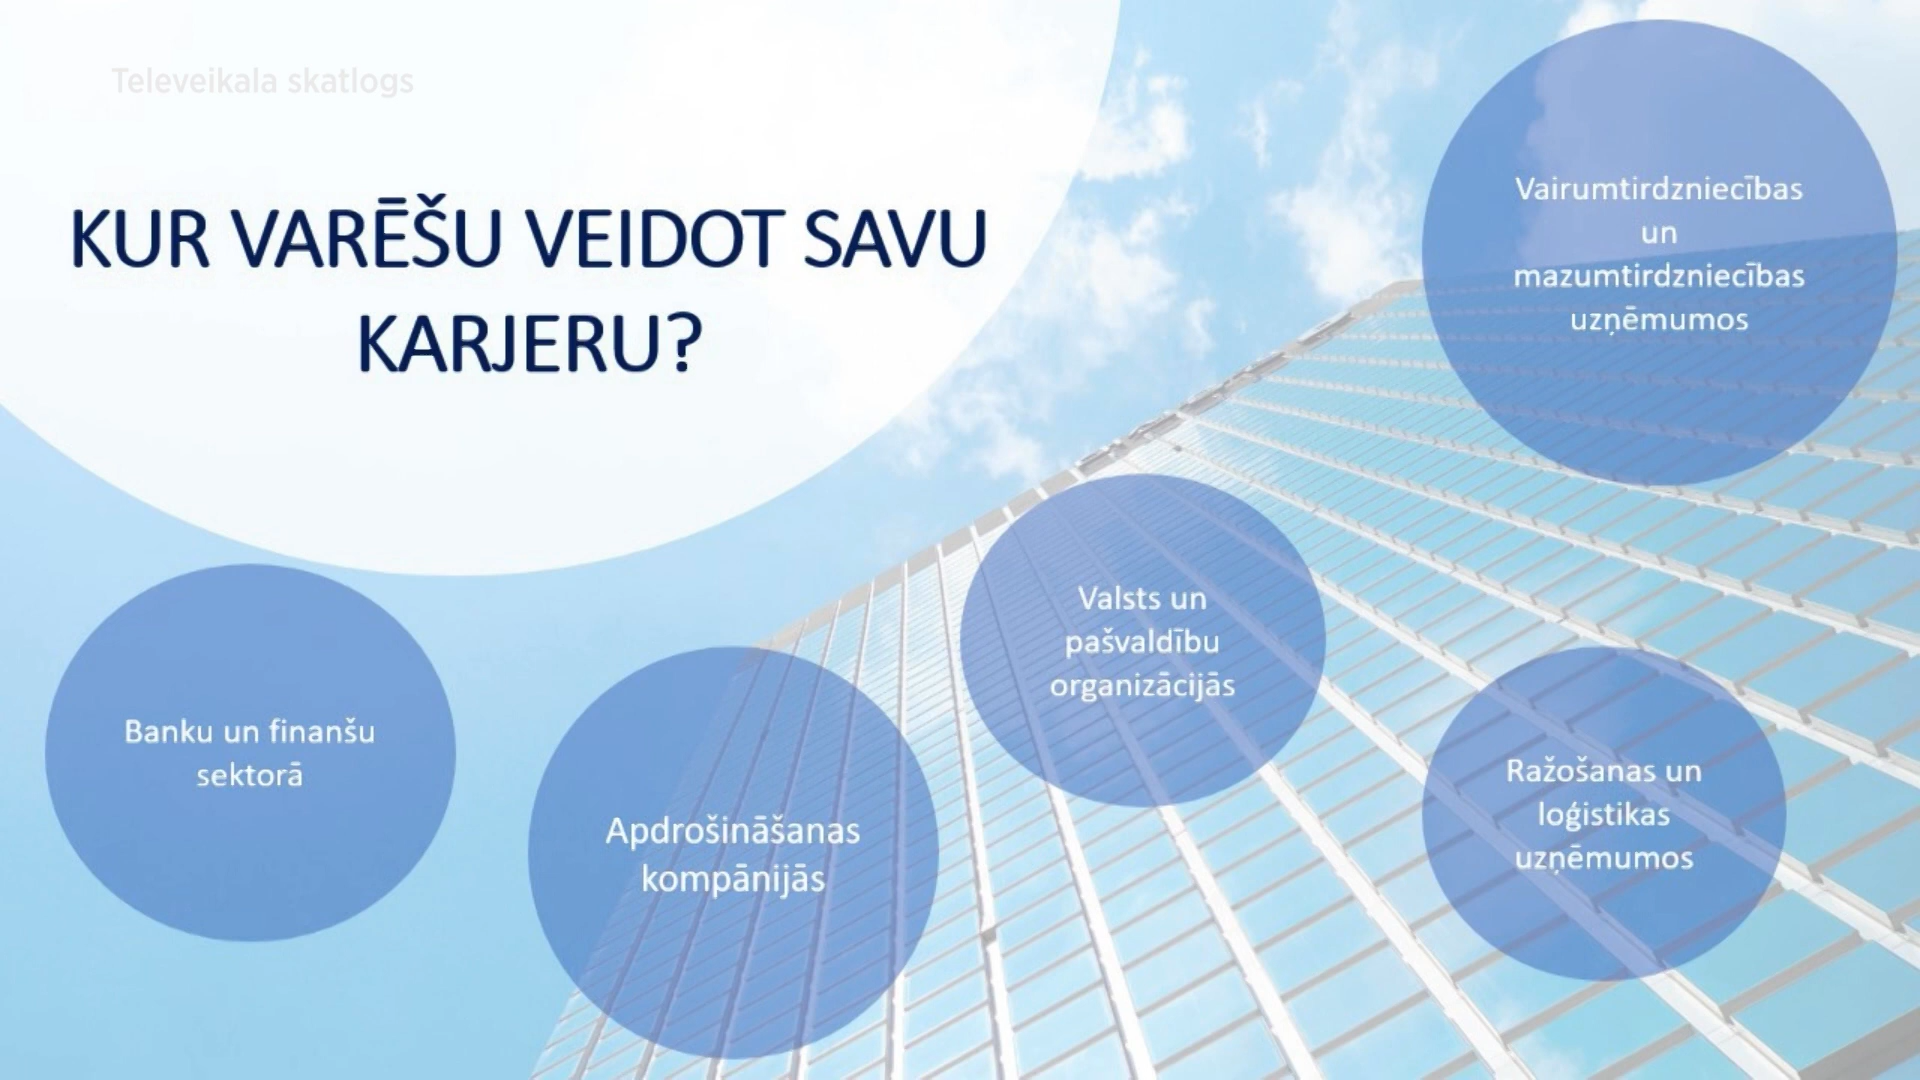 Televeikala skatlogs
KUR VARĒŠU VEIDOT SAVU
KARJERU?
Vairumtirdzniecības
un
mazumtirdzniecības
uzņēmumos
Valsts un
pašvaldību
organizācijās
Banku un finanšu
sektorā
Apdrošināšanas
kompānijās
Ražošanas un
loģistikas
uzņēmumos